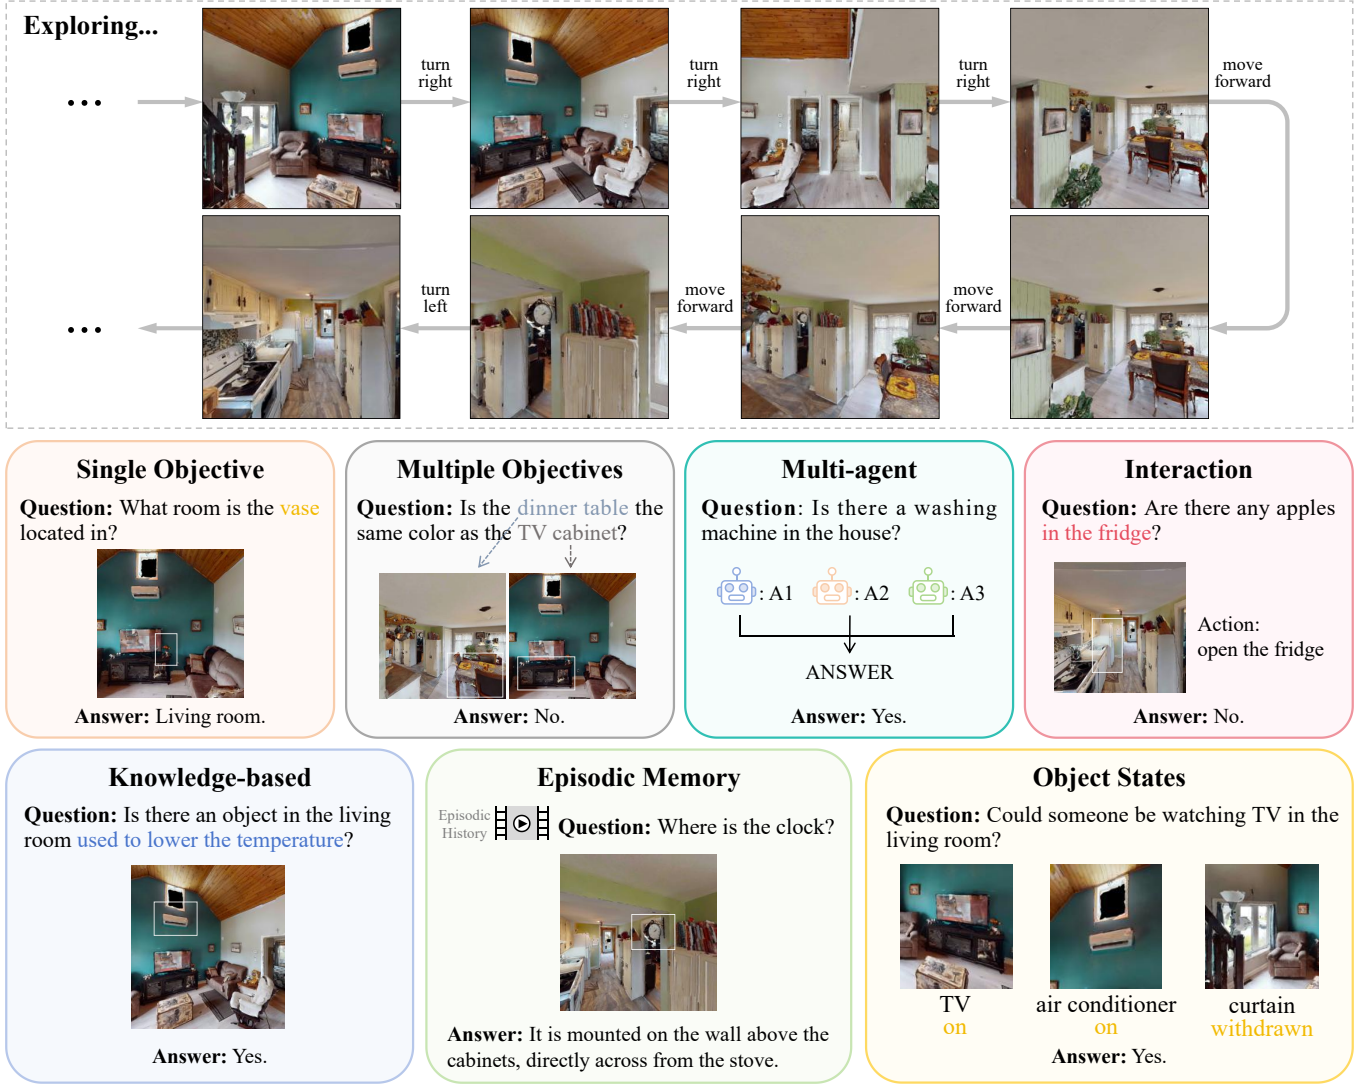 Exploring...
...
turn
right
turn
right
turn
right
move
forward
...
turn
left
move
forward
move
forward
Single Objective
Question: What room is the vase
located in?
Answer: Living room.
Multiple Objectives
Question: Is the dinner table the
same color as the TV cabinet?
Answer: No.
Multi-agent
Question: Is there a washing
machine in the house?
: A1
: A2
: A3
ANSWER
Answer: Yes.
Interaction
Question: Are there any apples
in the fridge?
Action:
open the fridge
Answer: No.
Knowledge-based
Question: Is there an object in the living
room used to lower the temperature?
Answer: Yes.
Episodic Memory
Episodic
History
Question: Where is the clock?
Answer: It is mounted on the wall above the
cabinets, directly across from the stove.
Object States
Question: Could someone be watching TV in the
living room?
TV
on
air conditioner
on
curtain
withdrawn
Answer: Yes.